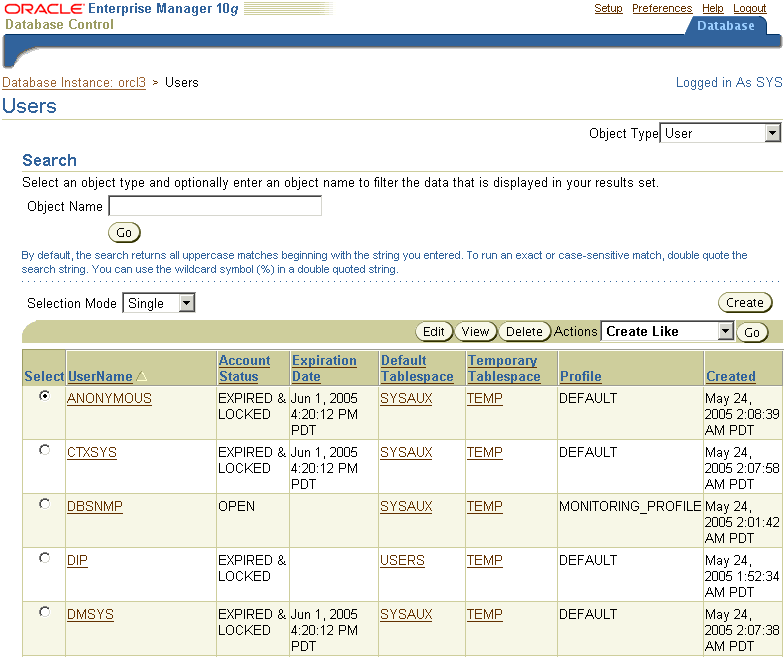 ORACLE Enterprise Manager 10g
Database Control
Setup Preferences Help Logout
Database
Database Instance: orcl3 > Users
Logged in As SYS
Users
Object Type User
Search
Select an object type and optionally enter an object name to filter the data that is displayed in your results set.
Object Name
Go
By default, the search returns all uppercase matches beginning with the string you entered. To run an exact or case-sensitive match, double quote the
search string. You can use the wildcard symbol (%) in a double quoted string.
Selection Mode Single
Create
Edit View Delete Actions Create Like Go
Select UserName Account Status Expiration Date Default Tablespace Temporary Tablespace Profile Created
ANONYMOUS EXPIRED & LOCKED Jun 1, 2005 4:20:12 PM PDT SYSAUX TEMP DEFAULT May 24, 2005 2:08:39 AM PDT
CTXSYS EXPIRED & LOCKED Jun 1, 2005 4:20:12 PM PDT SYSAUX TEMP DEFAULT May 24, 2005 2:07:58 AM PDT
DBSNMP OPEN SYSAUX TEMP MONITORING_PROFILE May 24, 2005 2:01:42 AM PDT
DIP EXPIRED & LOCKED USERS TEMP DEFAULT May 24, 2005 1:52:34 AM PDT
DMSYS EXPIRED & LOCKED Jun 1, 2005 4:20:12 PM PDT SYSAUX TEMP DEFAULT May 24, 2005 2:07:38 AM PDT